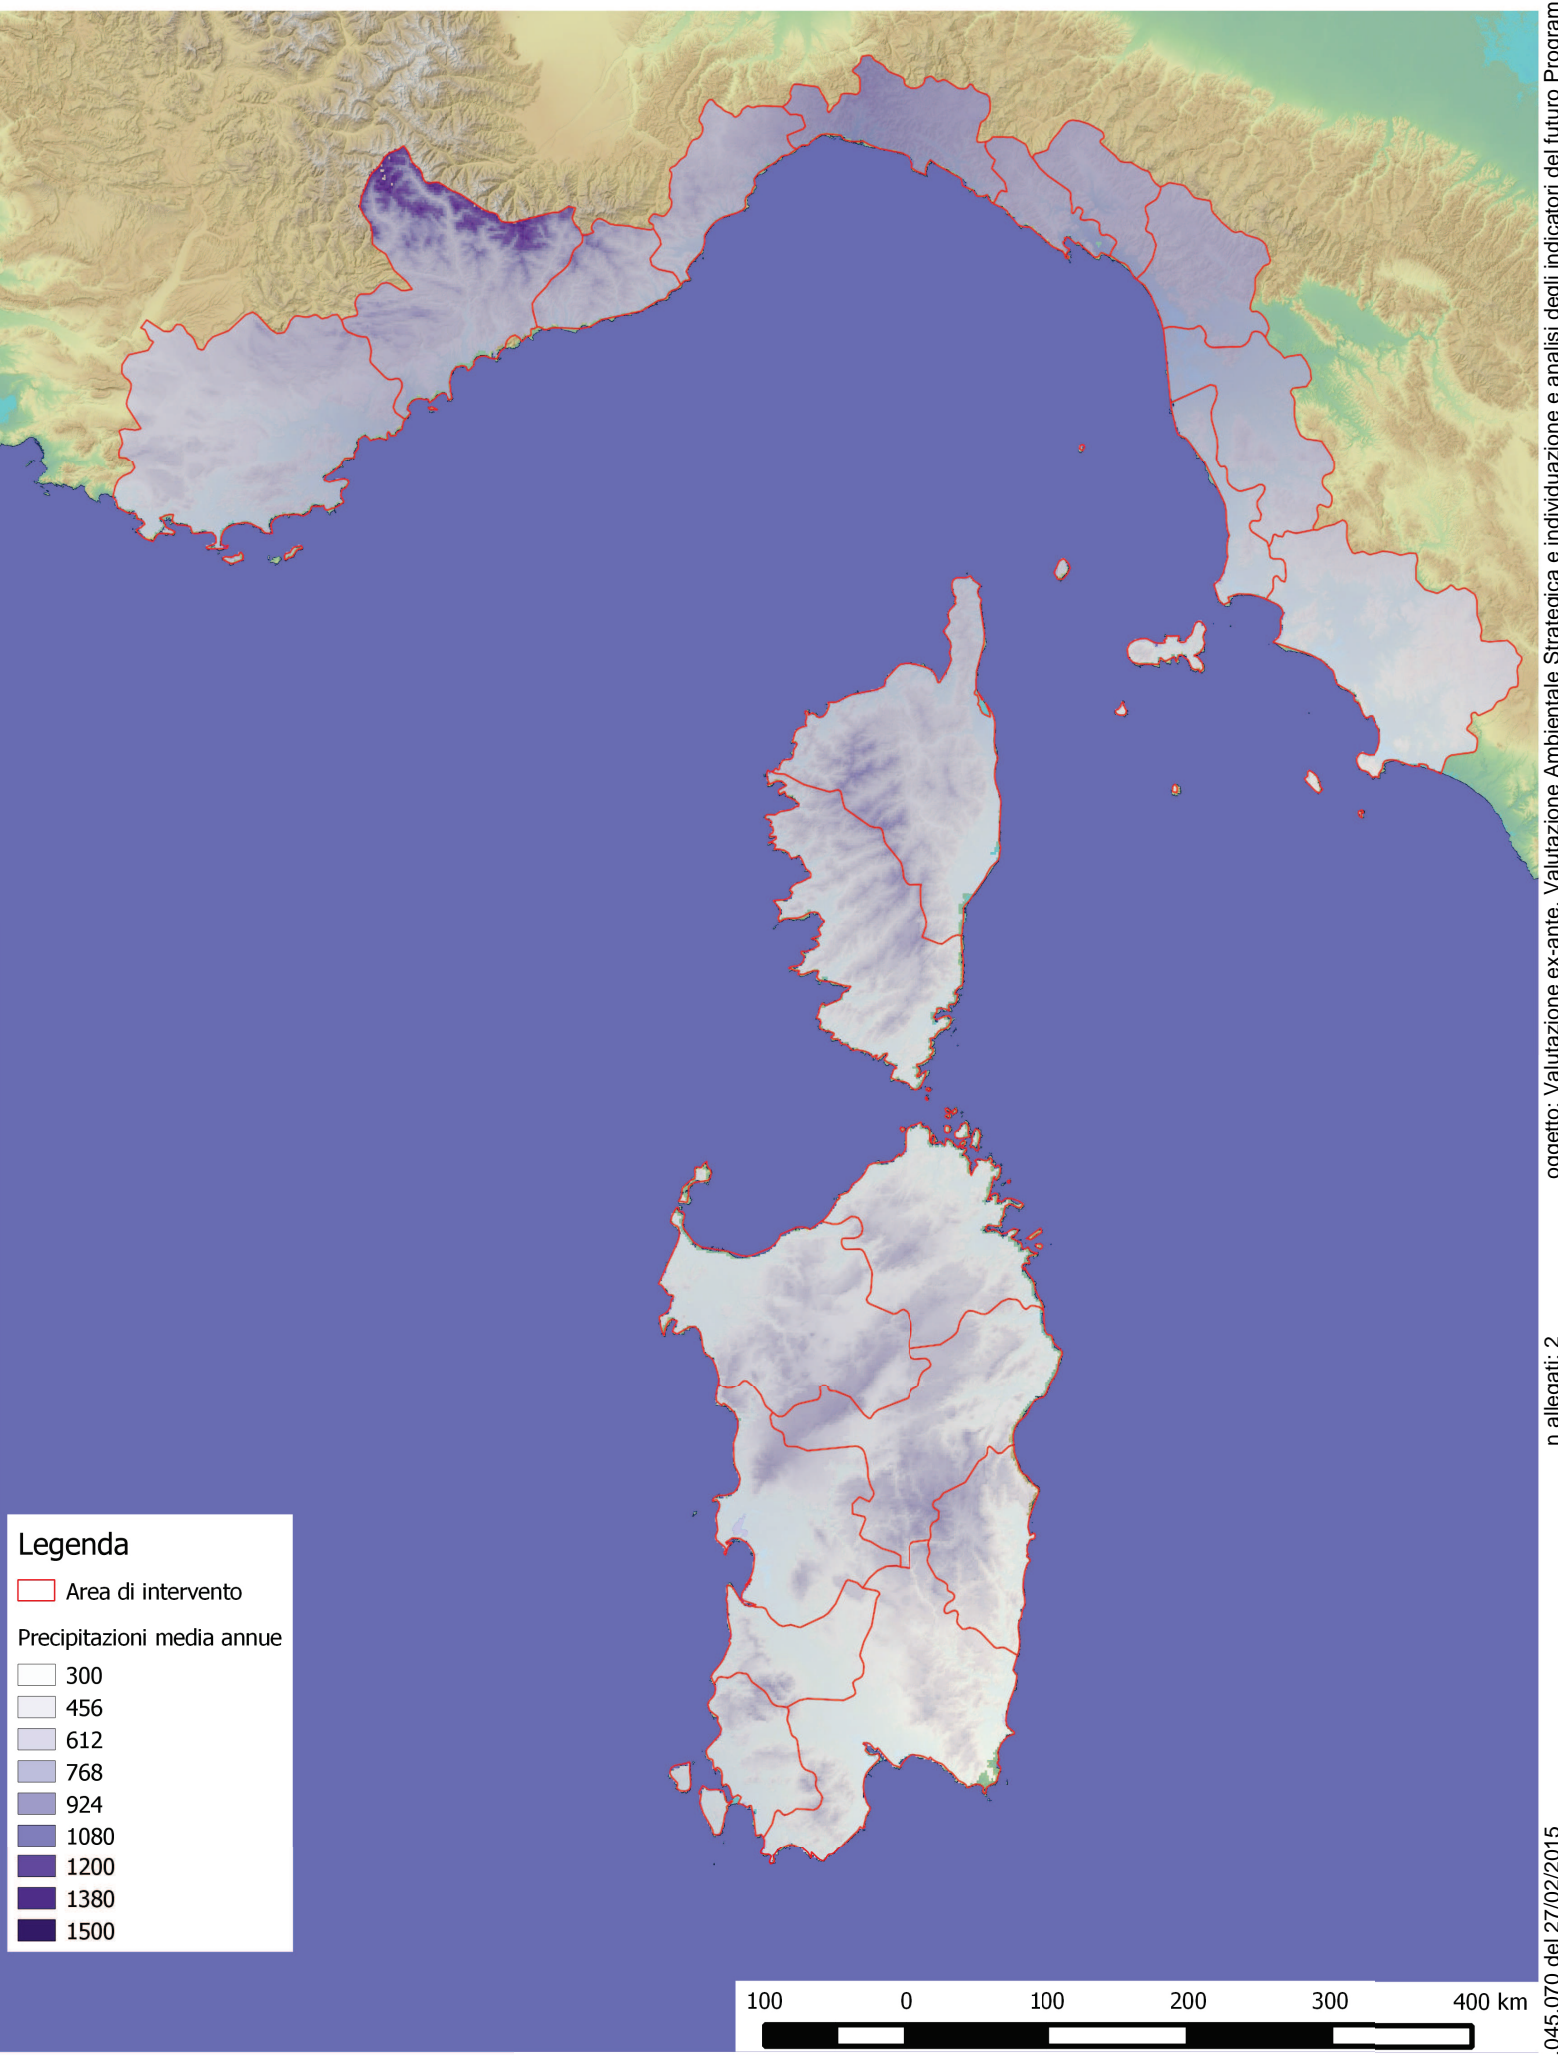 Legenda
Area di intervento
Precipitazioni media annue
300
456
612
768
924
1080
1200
1380
1500
100 0 100 200 300 400 km
oggetto: Valutazione ex-ante, Valutazione Ambientale Strategica e individuazione e analisi degli indicatori del futuro
n allegati: 2
.045.070 del 27/02/2015